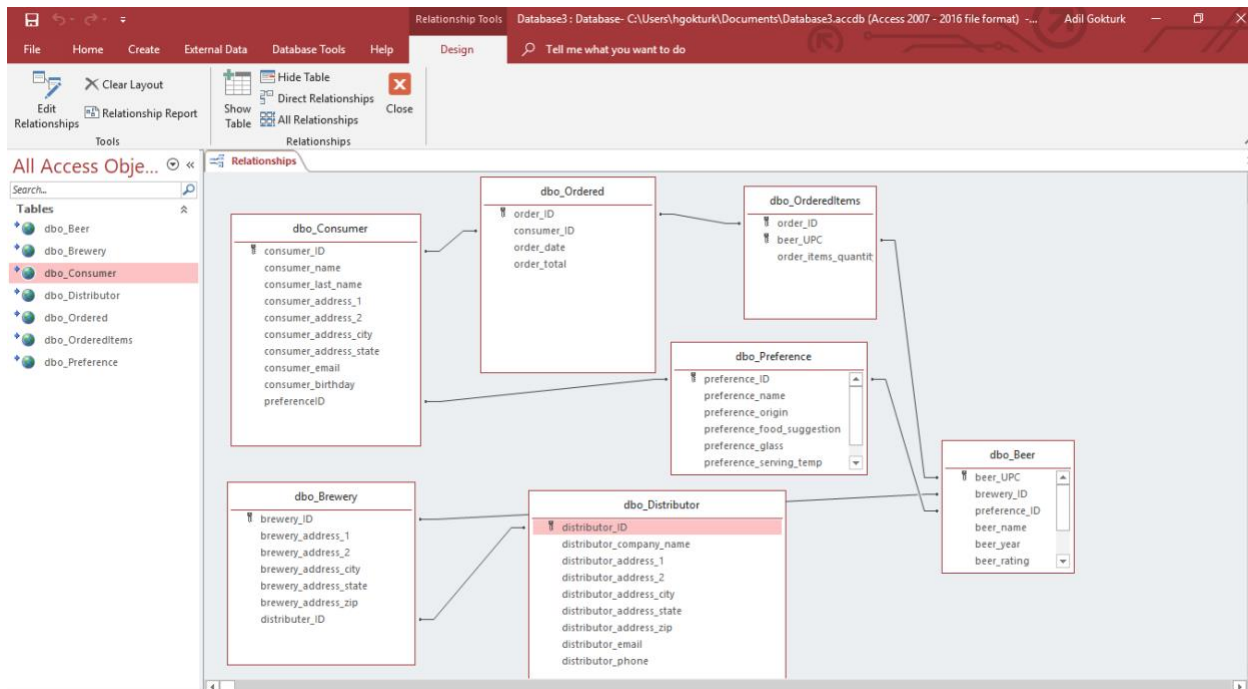 Relationship Tools
Database3 : Database- C:\Users\hgokturk\Documents\Database3.accdb (Access 2007 - 2016 file format) -...
Adil Gokturk
File
Home
Create
External Data
Database Tools
Help
Design
Tell me what you want to do
Edit Relationships
Clear Layout
Relationship Report
Tools
Show Table
Hide Table
Direct Relationships
All Relationships
Close
Relationships
All Access Obje...
Search...
Tables
dbo_Beer
dbo_Brewery
dbo_Consumer
dbo_Distributor
dbo_Ordered
dbo_OrderedItems
dbo_Preference
Relationships
dbo_Consumer
consumer_ID
consumer_name
consumer_last_name
consumer_address_1
consumer_address_2
consumer_address_city
consumer_address_state
consumer_email
consumer_birthday
preferenceID
dbo_Ordered
order_ID
consumer_ID
order_date
order_total
dbo_OrderedItems
order_ID
beer_UPC
order_items_quantit
dbo_Preference
preference_ID
preference_name
preference_origin
preference_food_suggestion
preference_glass
preference_serving_temp
dbo_Brewery
brewery_ID
brewery_address_1
brewery_address_2
brewery_address_city
brewery_address_state
brewery_address_zip
distributer_ID
dbo_Distributor
distributor_ID
distributor_company_name
distributor_address_1
distributor_address_2
distributor_address_city
distributor_address_state
distributor_address_zip
distributor_email
distributor_phone
dbo_Beer
beer_UPC
brewery_ID
preference_ID
beer_name
beer_year
beer_rating